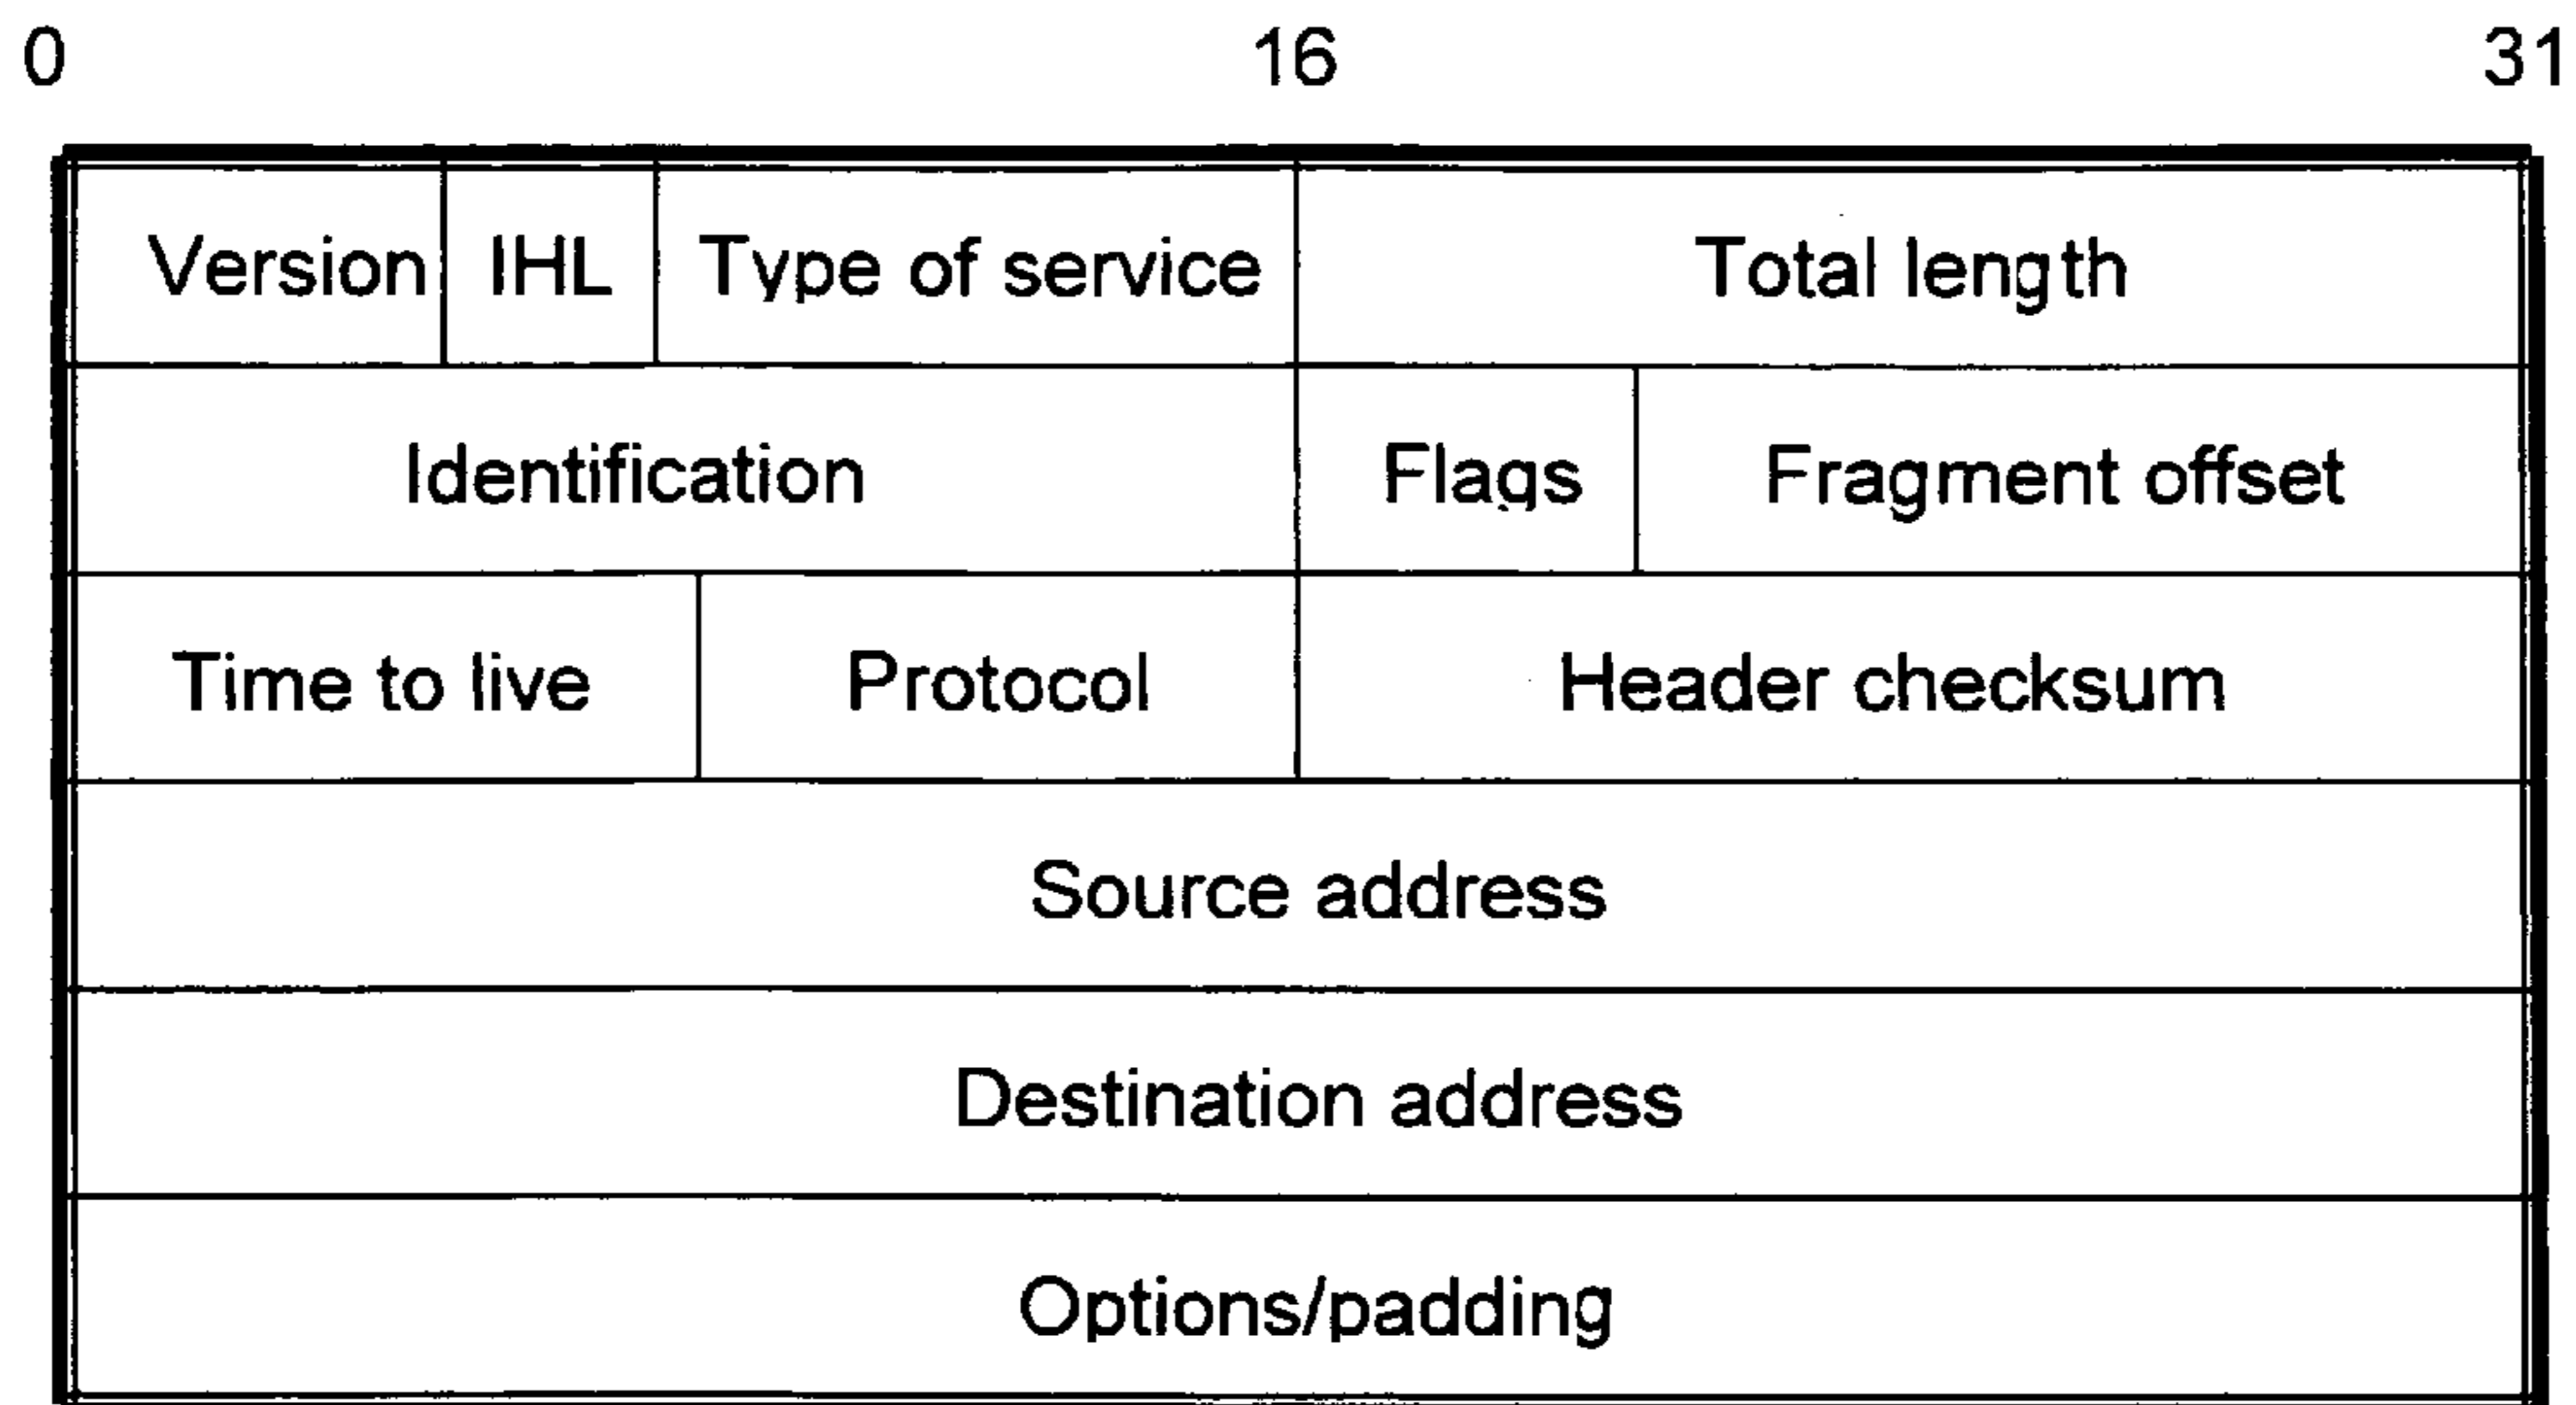 0 16 31
Version IHL Type of service Total length
Identification Flags Fragment offset
Time to live Protocol Header checksum
Source address
Destination address
Options/padding